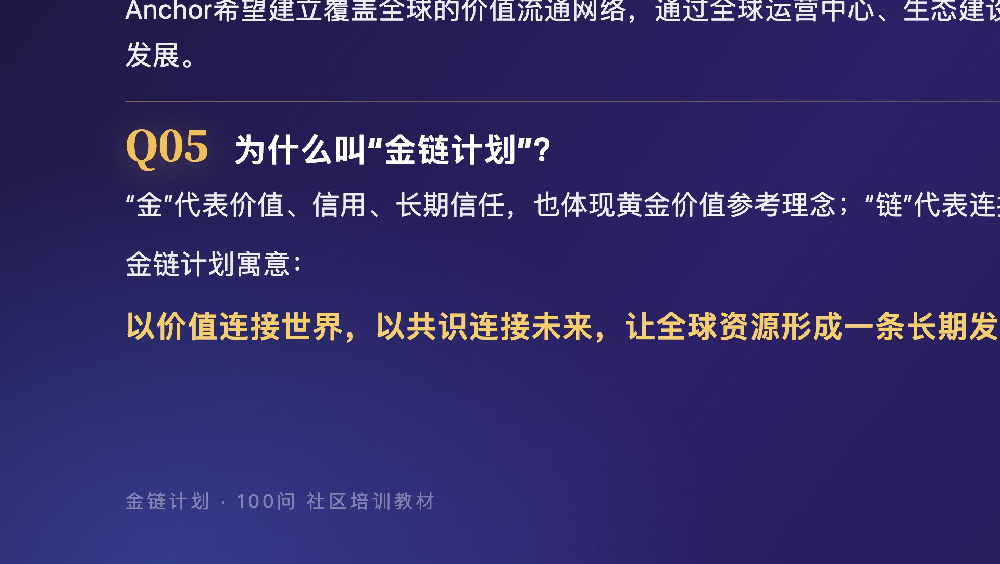 Anchor希望建立覆盖全球的价值流通网络，通过全球运营中心、生态建设
发展。
Q05 为什么叫“金链计划”？
“金”代表价值、信用、长期信任，也体现黄金价值参考理念；“链”代表连接
金链计划寓意：
以价值连接世界，以共识连接未来，让全球资源形成一条长期发
金链计划 · 100问 社区培训教材